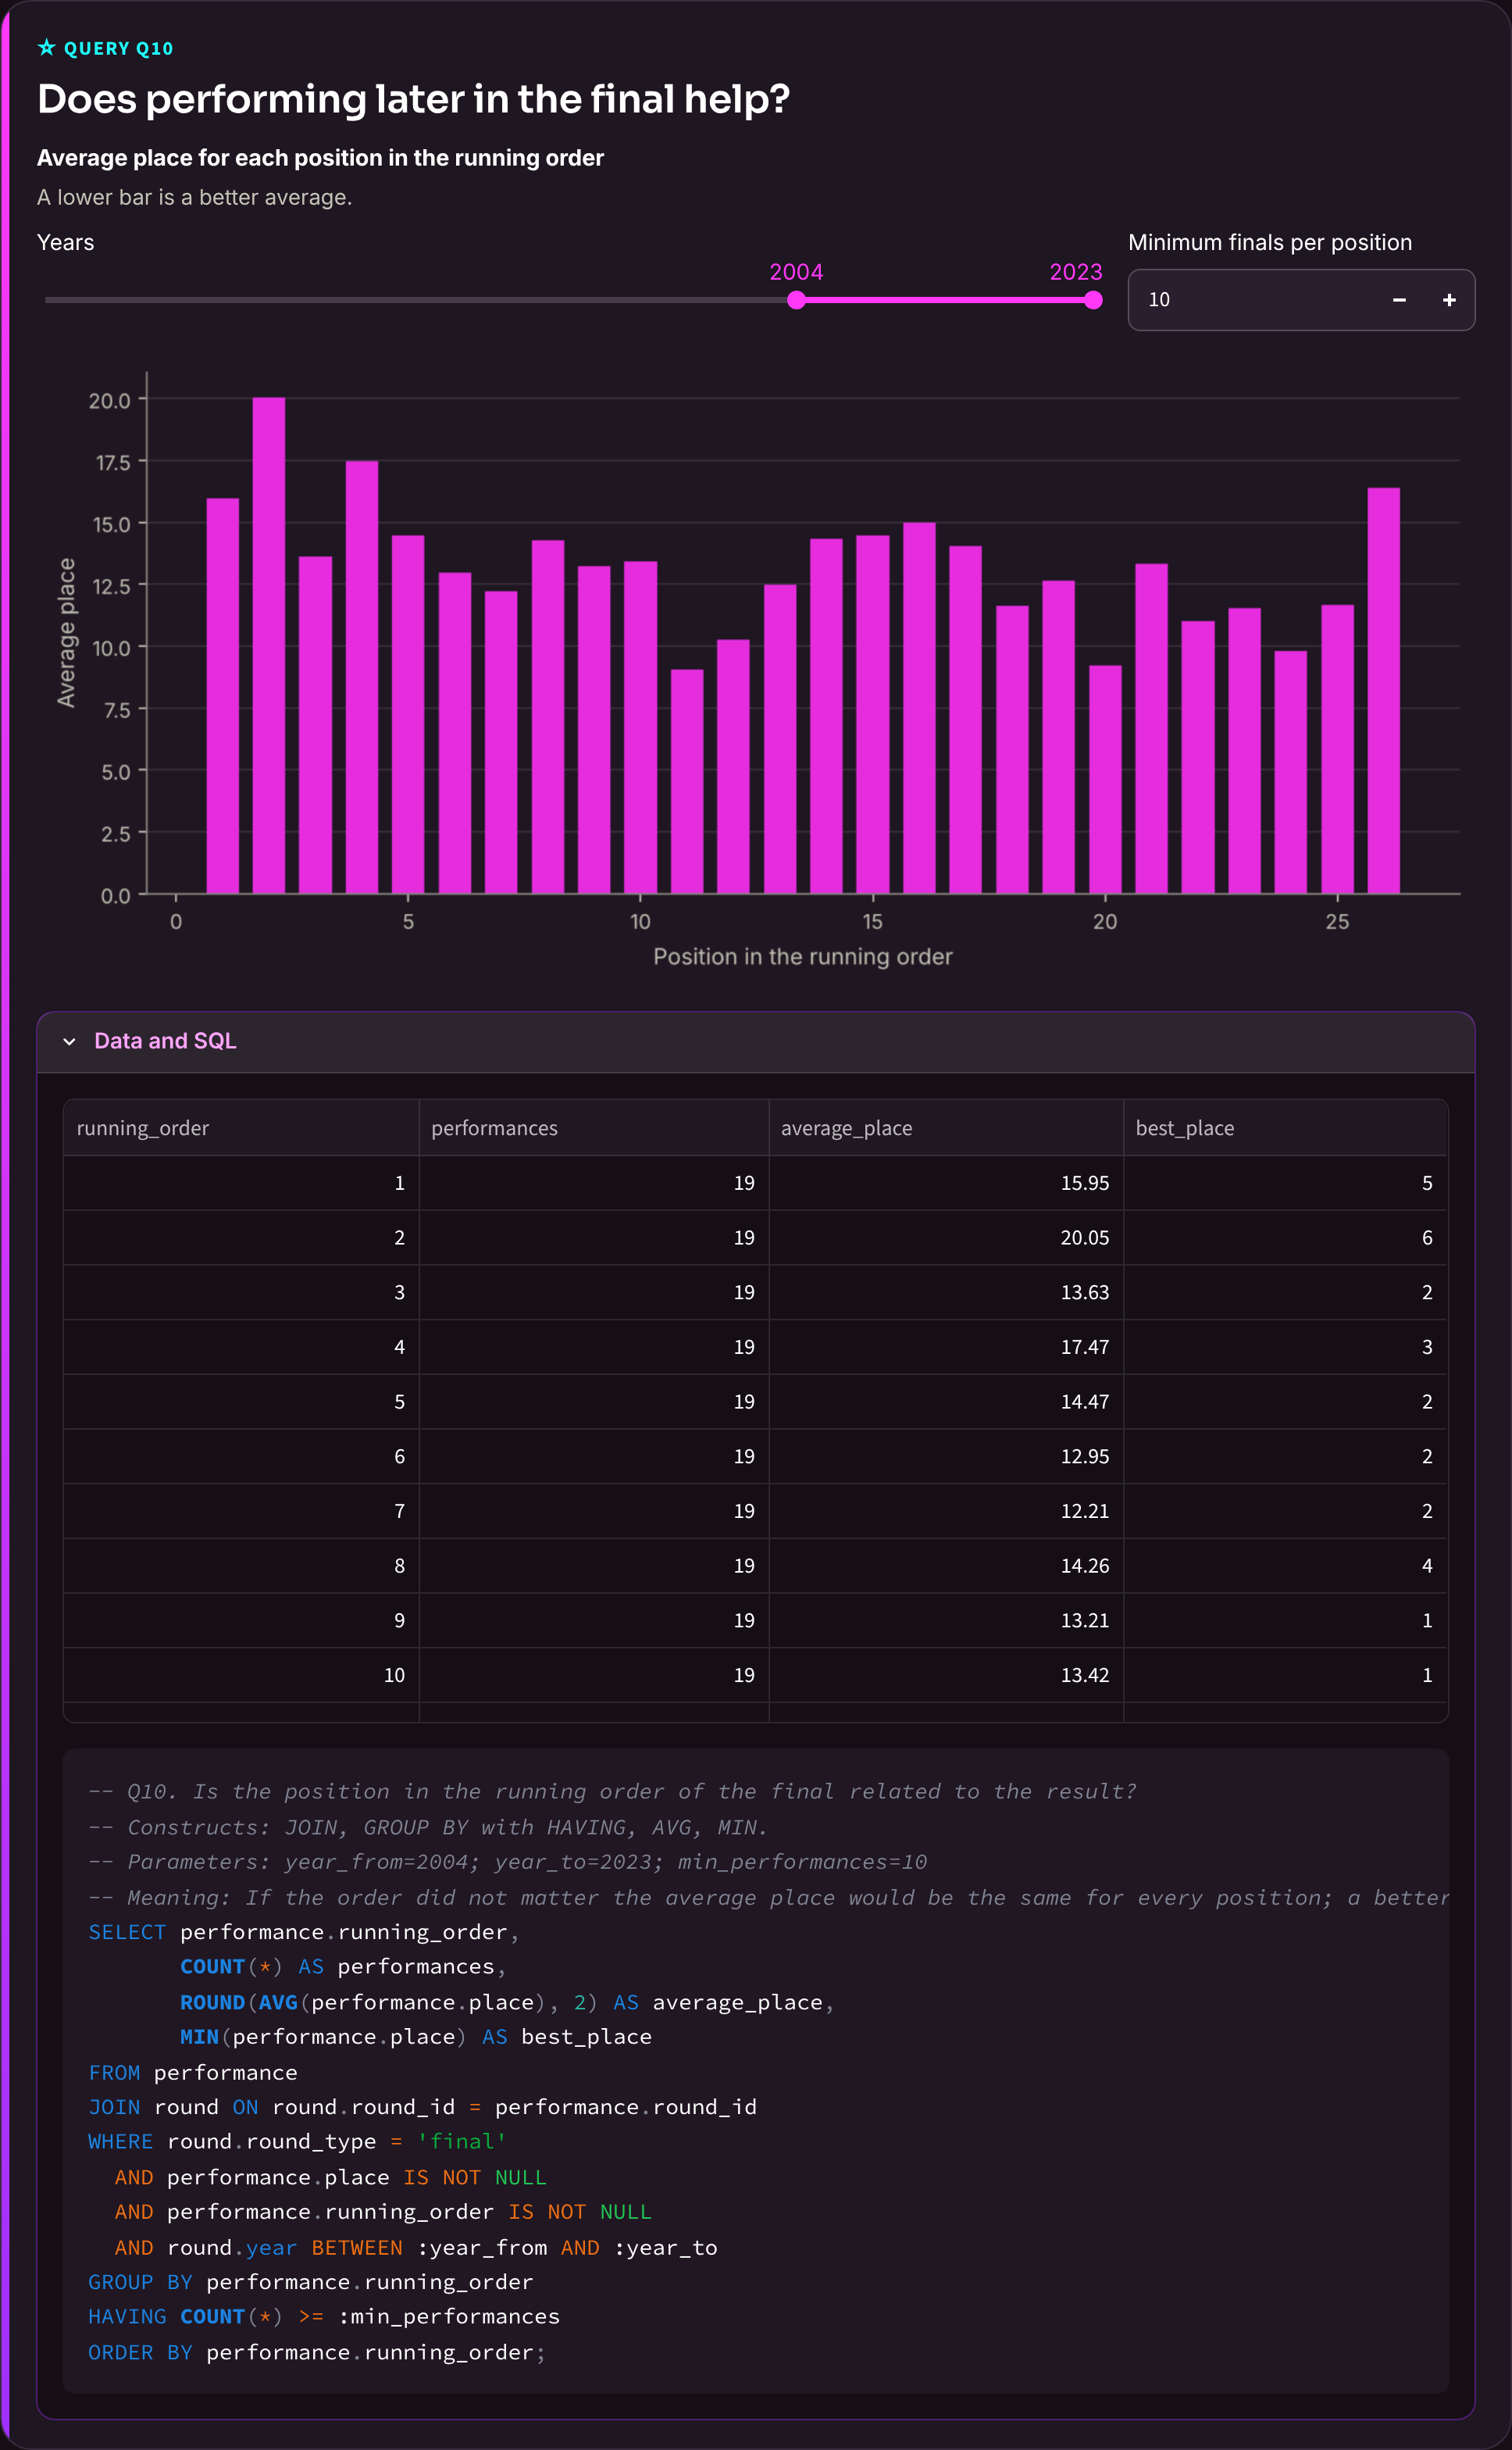 ☆ QUERY Q10
Does performing later in the final help?
Average place for each position in the running order
A lower bar is a better average.
Years
Minimum finals per position
2004 2023
10 − +
20.0
17.5
15.0
12.5
10.0
7.5
5.0
2.5
0.0
Average place
0 5 10 15 20 25
Position in the running order
Data and SQL
running_order performances average_place best_place
1 19 15.95 5
2 19 20.05 6
3 19 13.63 2
4 19 17.47 3
5 19 14.47 2
6 19 12.95 2
7 19 12.21 2
8 19 14.26 4
9 19 13.21 1
10 19 13.42 1
-- Q10. Is the position in the running order of the final related to the result?
-- Constructs: JOIN, GROUP BY with HAVING, AVG, MIN.
-- Parameters: year_from=2004; year_to=2023; min_performances=10
-- Meaning: If the order did not matter the average place would be the same for every position; a better
SELECT performance.running_order,
       COUNT(*) AS performances,
       ROUND(AVG(performance.place), 2) AS average_place,
       MIN(performance.place) AS best_place
FROM performance
JOIN round ON round.round_id = performance.round_id
WHERE round.round_type = 'final'
  AND performance.place IS NOT NULL
  AND performance.running_order IS NOT NULL
  AND round.year BETWEEN :year_from AND :year_to
GROUP BY performance.running_order
HAVING COUNT(*) >= :min_performances
ORDER BY performance.running_order;